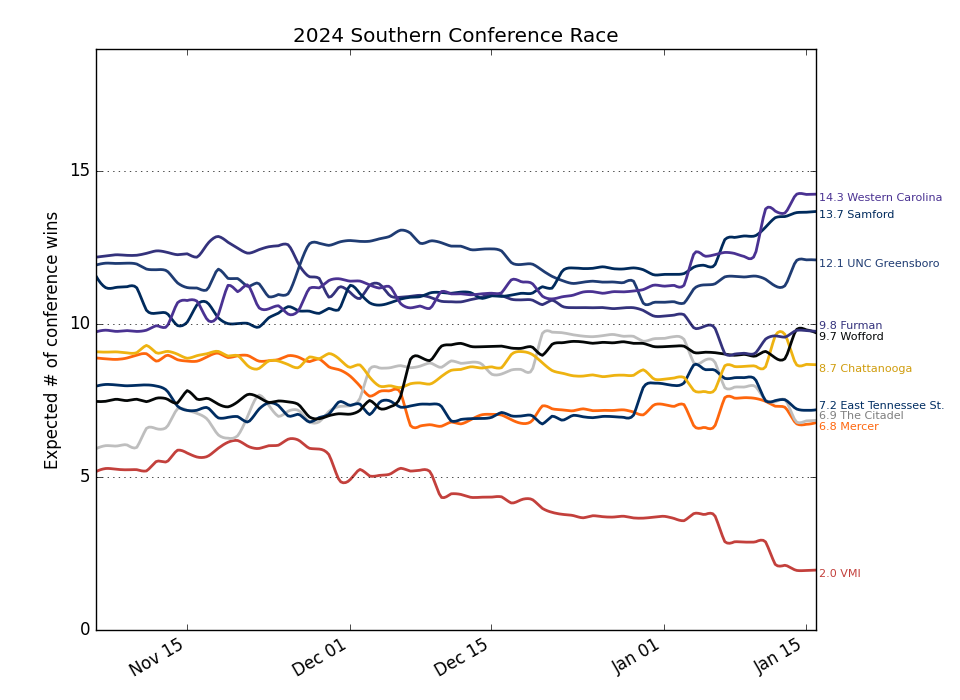 2024 Southern Conference Race
Expected # of conference wins
15
10
5
0
Nov 15
Dec 01
Dec 15
Jan 01
Jan 15
14.3 Western Carolina
13.7 Samford
12.1 UNC Greensboro
9.8 Furman
9.7 Wofford
8.7 Chattanooga
7.2 East Tennessee St.
6.9 The Citadel
6.8 Mercer
2.0 VMI